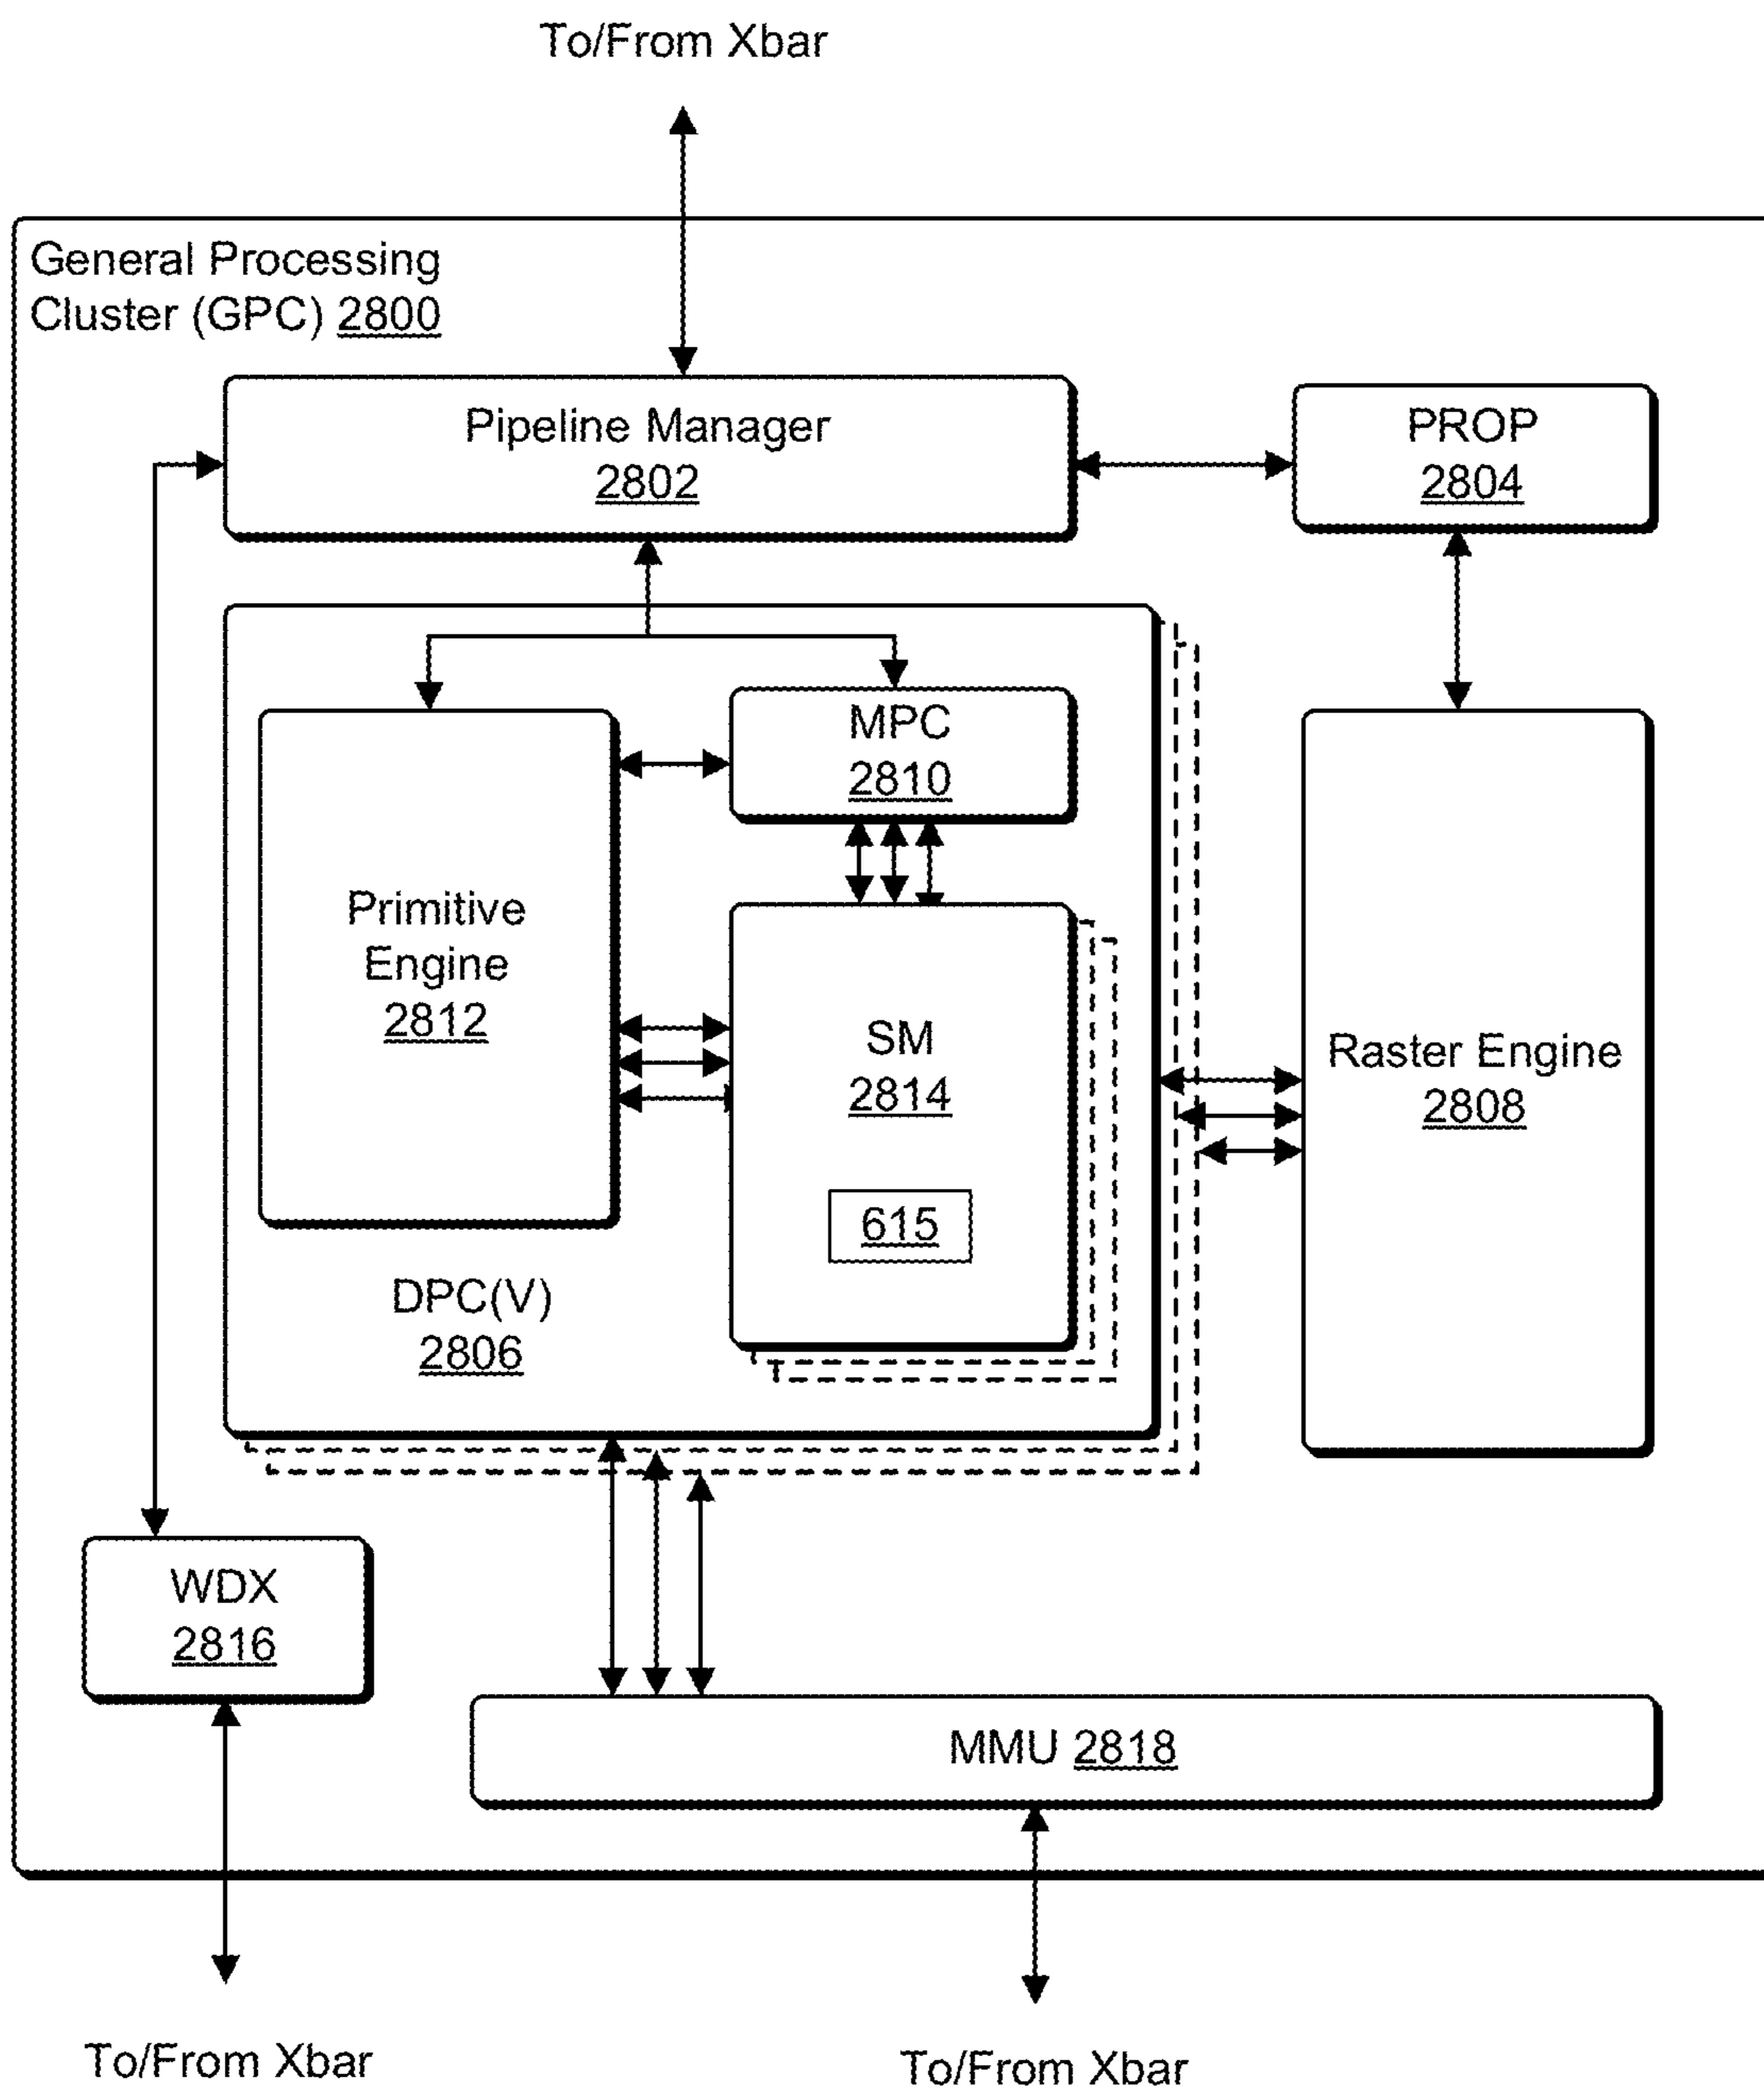 To/From Xbar
General Processing
Cluster (GPC) 2800
Pipeline Manager
2802
PROP
2804
MPC
2810
Primitive
Engine
2812
SM
2814
615
Raster Engine
2808
DPC(V)
2806
WDX
2816
MMU 2818
To/From Xbar
To/From Xbar